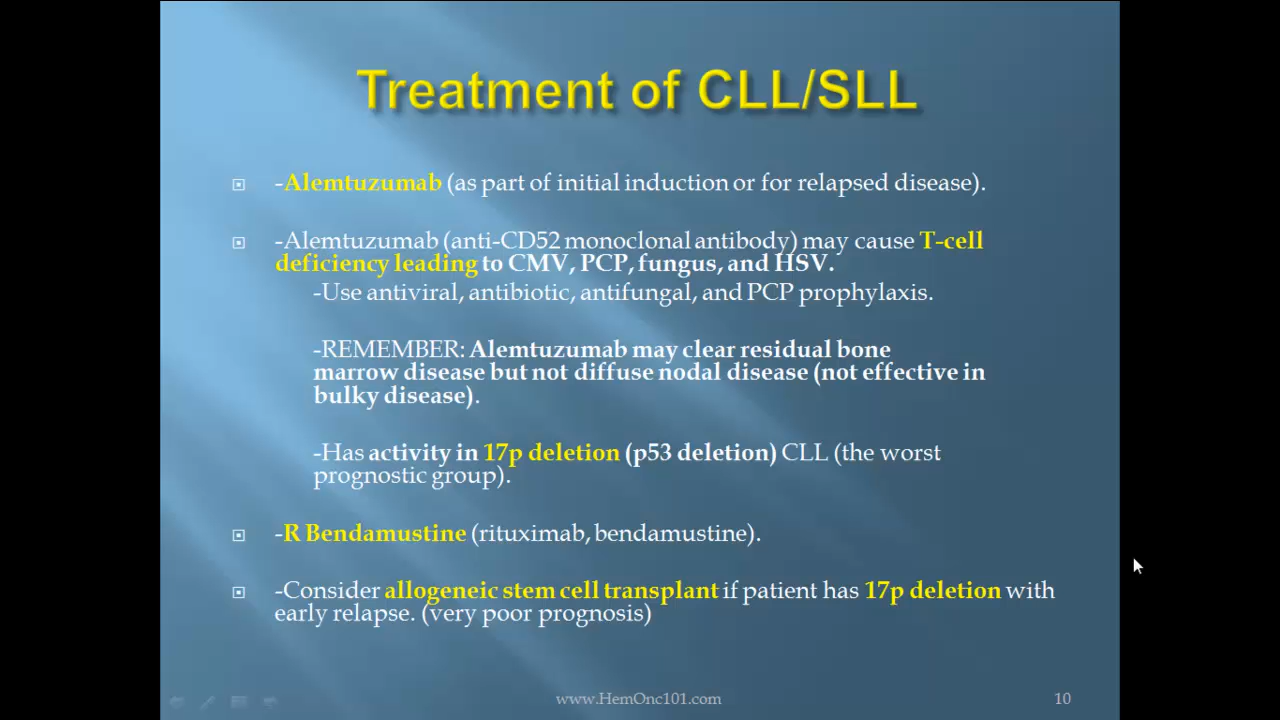 Treatment of CLL/SLL
-Alemtuzumab (as part of initial induction or for relapsed disease).
-Alemtuzumab (anti-CD52 monoclonal antibody) may cause T-cell
deficiency leading to CMV, PCP, fungus, and HSV.
-Use antiviral, antibiotic, antifungal, and PCP prophylaxis.
-REMEMBER: Alemtuzumab may clear residual bone
marrow disease but not diffuse nodal disease (not effective in
bulky disease).
-Has activity in 17p deletion (p53 deletion) CLL (the worst
prognostic group).
-R Bendamustine (rituximab, bendamustine).
-Consider allogeneic stem cell transplant if patient has 17p deletion with
early relapse. (very poor prognosis)
www.HemOnc101.com
10